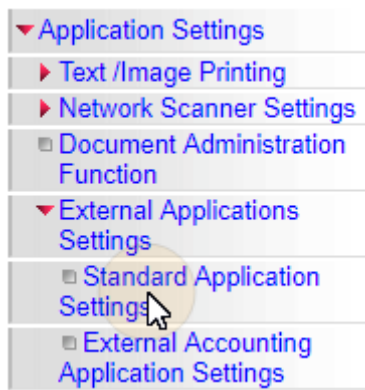 Application Settings
Text /Image Printing
Network Scanner Settings
Document Administration
Function
External Applications
Settings
Standard Application
Settings
External Accounting
Application Settings